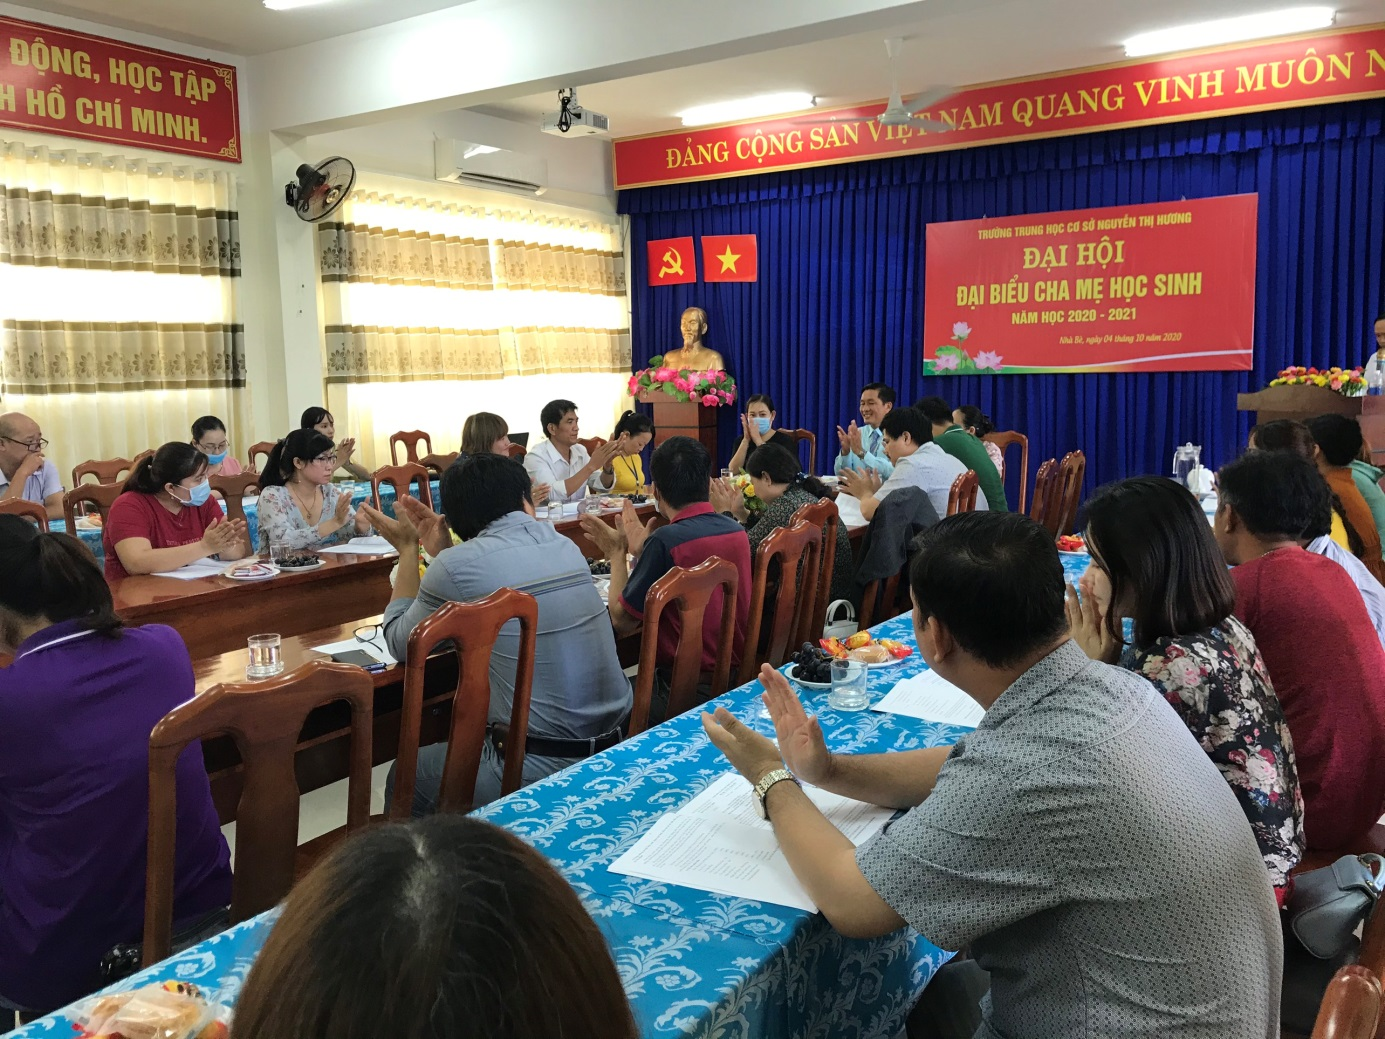 ĐỘNG, HỌC TẬP
H HỒ CHÍ MINH.
ĐẢNG CỘNG SẢN VIỆT NAM QUANG VINH MUÔN N
TRƯỜNG TRUNG HỌC CƠ SỞ NGUYỄN THỊ HƯƠNG
ĐẠI HỘI
ĐẠI BIỂU CHA MẸ HỌC SINH
NĂM HỌC 2020 - 2021
Nhà Bè, ngày 04 tháng 10 năm 2020